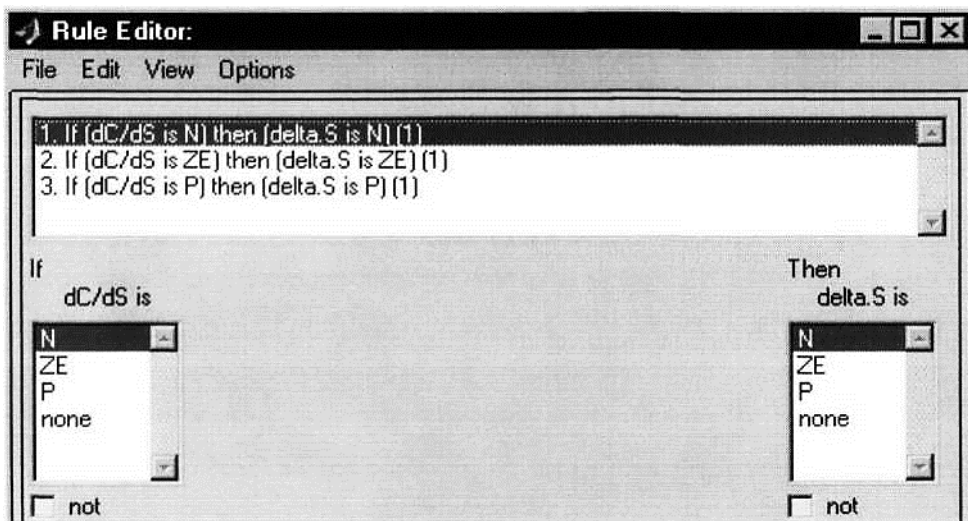 Rule Editor:
File Edit View Options
1. If (dC/dS is N) then (delta.S is N) (1)
2. If (dC/dS is ZE) then (delta.S is ZE) (1)
3. If (dC/dS is P) then (delta.S is P) (1)
If
dC/dS is
N
ZE
P
none
not
Then
delta.S is
N
ZE
P
none
not